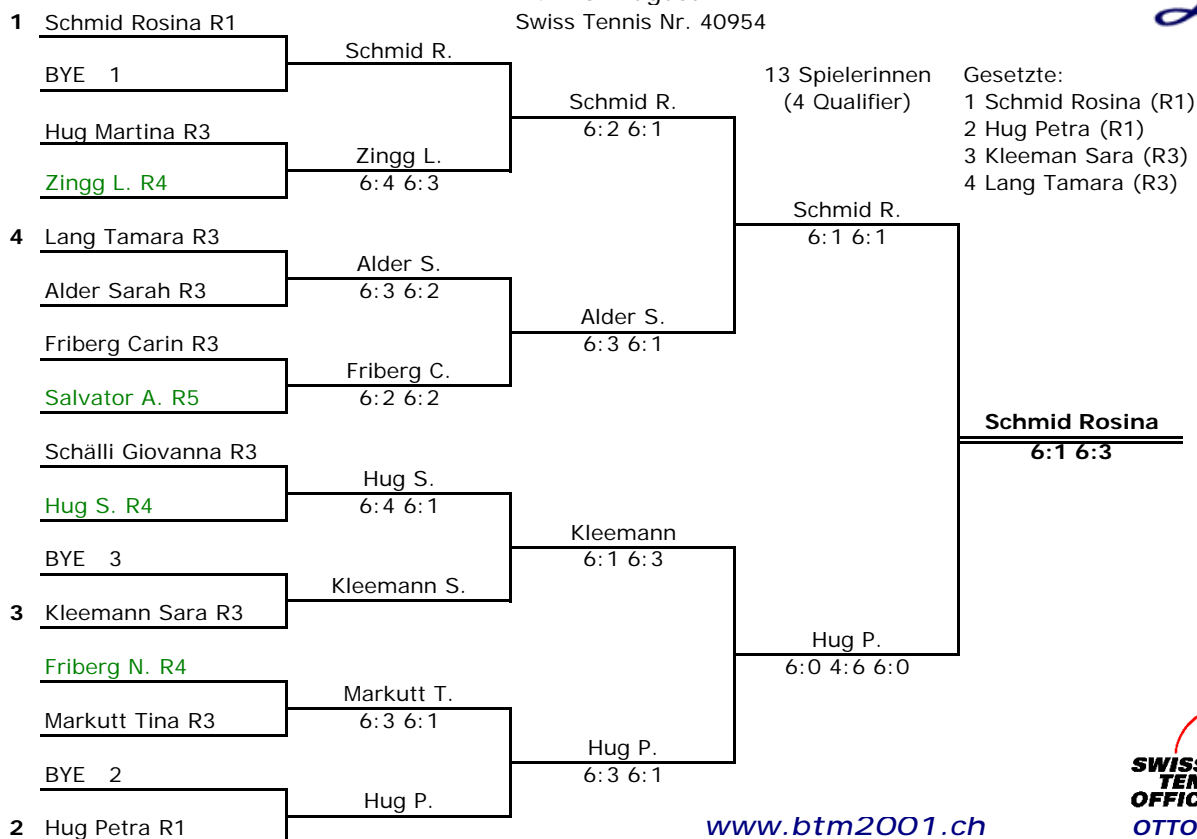 Swiss Tennis Nr. 40954
1 Schmid Rosina R1
Schmid R.
BYE 1
13 Spielerinnen
(4 Qualifier)
Gesetzte:
1 Schmid Rosina (R1)
2 Hug Petra (R1)
3 Kleeman Sara (R3)
4 Lang Tamara (R3)
Schmid R.
6:2 6:1
Hug Martina R3
Zingg L.
6:4 6:3
Zingg L. R4
Schmid R.
6:1 6:1
4 Lang Tamara R3
Alder S.
6:3 6:2
Alder Sarah R3
Alder S.
6:3 6:1
Friberg Carin R3
Friberg C.
6:2 6:2
Salvator A. R5
Schmid Rosina
6:1 6:3
Schälli Giovanna R3
Hug S.
6:4 6:1
Hug S. R4
Kleemann
6:1 6:3
BYE 3
Kleemann S.
3 Kleemann Sara R3
Hug P.
6:0 4:6 6:0
Friberg N. R4
Markutt T.
6:3 6:1
Markutt Tina R3
Hug P.
6:3 6:1
BYE 2
Hug P.
2 Hug Petra R1
www.btm2001.ch
OTTO